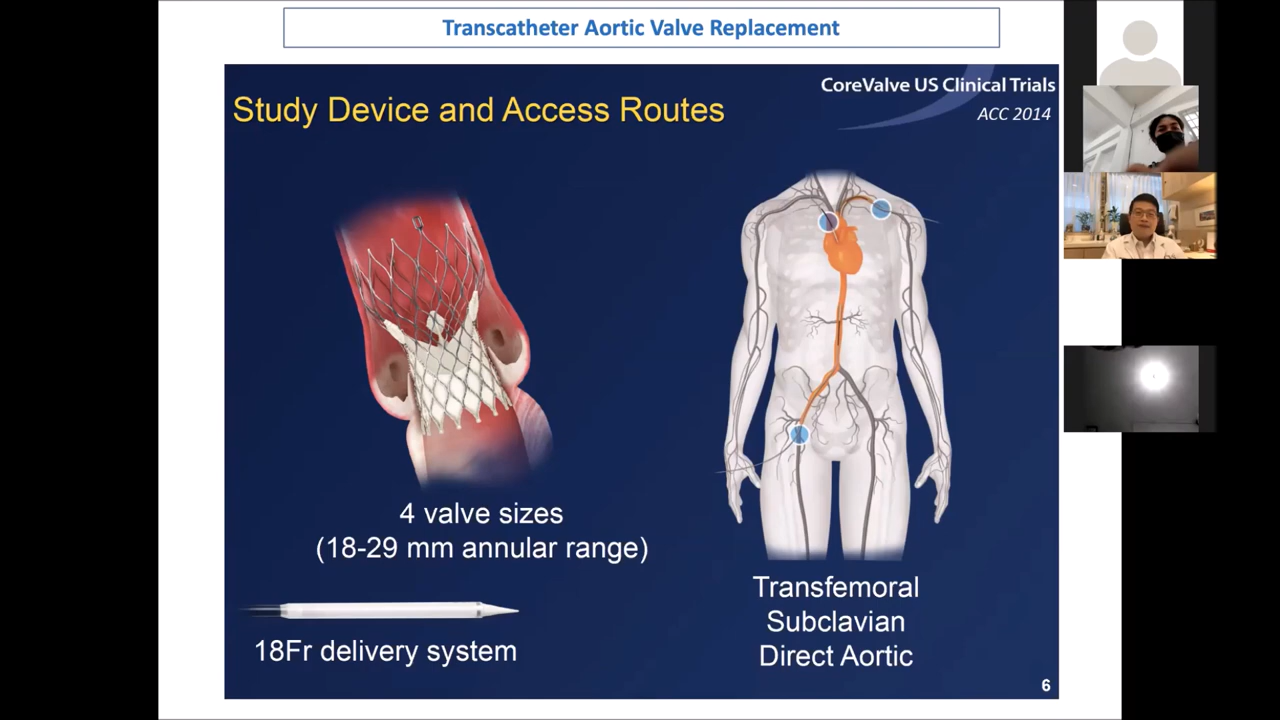 Transcatheter Aortic Valve Replacement
CoreValve US Clinical Trials
Study Device and Access Routes
ACC 2014
4 valve sizes
(18-29 mm annular range)
18Fr delivery system
Transfemoral
Subclavian
Direct Aortic
6